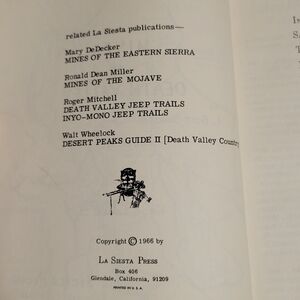 related La Siesta publications—
Mary DeDecker
MINES OF THE EASTERN SIERRA
Ronald Dean Miller
MINES OF THE MOJAVE
Roger Mitchell
DEATH VALLEY JEEP TRAILS
INYO-MONO JEEP TRAILS
Walt Wheelock
DESERT PEAKS GUIDE II [Death Valley Country
Copyright © 1966 by
LA SIESTA PRESS
Box 406
Glendale, California, 91209
PRINTED IN U.S.A.